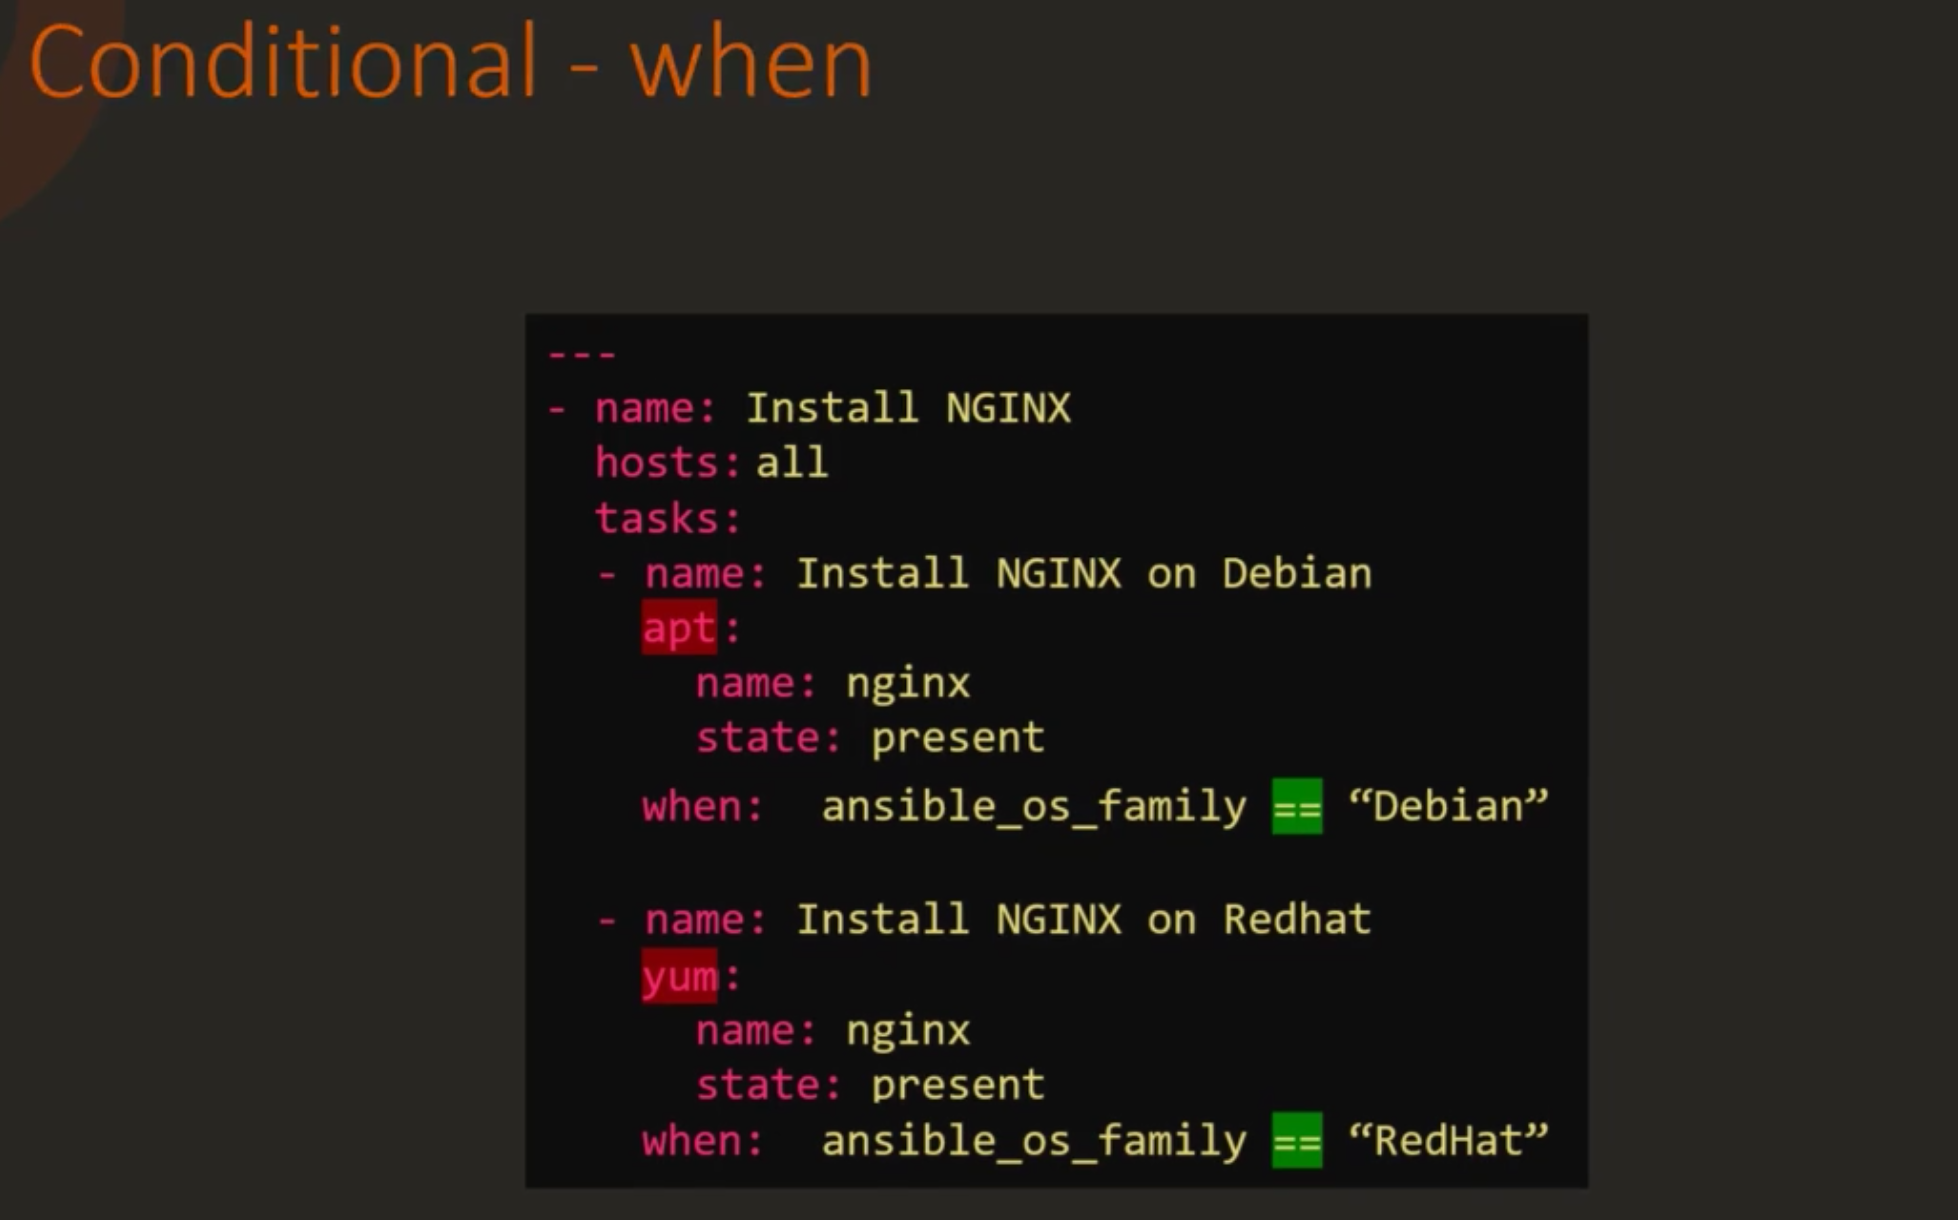 Conditional - when
---
- name: Install NGINX
hosts: all
tasks:
- name: Install NGINX on Debian
apt:
name: nginx
state: present
when: ansible_os_family == “Debian”
- name: Install NGINX on Redhat
yum:
name: nginx
state: present
when: ansible_os_family == “RedHat”